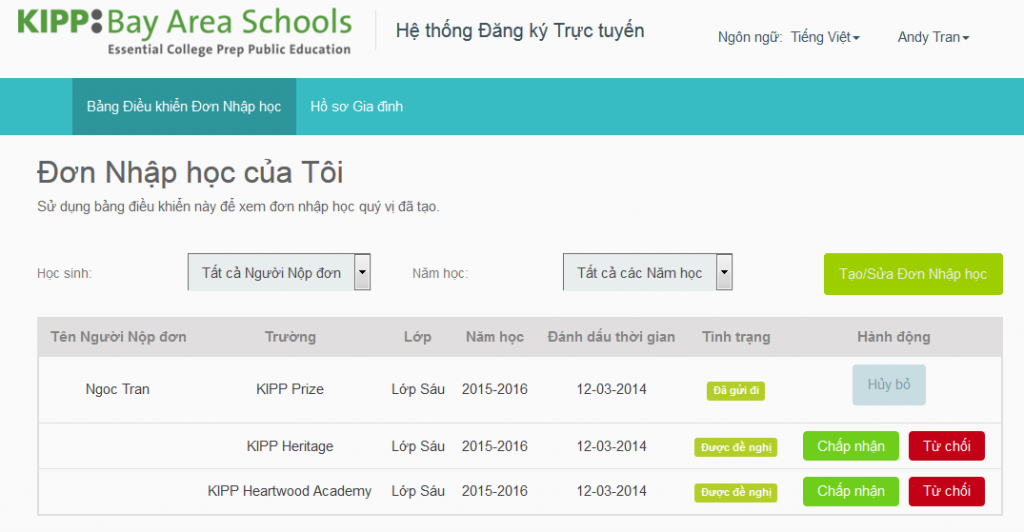 KIPP:Bay Area Schools
Essential College Prep Public Education
Hệ thống Đăng ký Trực tuyến
Ngôn ngữ: Tiếng Việt
Andy Tran
Bảng Điều khiển Đơn Nhập học
Hồ sơ Gia đình
Đơn Nhập học của Tôi
Sử dụng bảng điều khiển này để xem đơn nhập học quý vị đã tạo.
Học sinh: Tất cả Người Nộp đơn Năm học: Tất cả các Năm học Tạo/Sửa Đơn Nhập học
Tên Người Nộp đơn Trường Lớp Năm học Đánh dấu thời gian Tình trạng Hành động
Ngoc Tran KIPP Prize Lớp Sáu 2015-2016 12-03-2014 Đã gửi đi Hủy bỏ
KIPP Heritage Lớp Sáu 2015-2016 12-03-2014 Được đề nghị Chấp nhận Từ chối
KIPP Heartwood Academy Lớp Sáu 2015-2016 12-03-2014 Được đề nghị Chấp nhận Từ chối